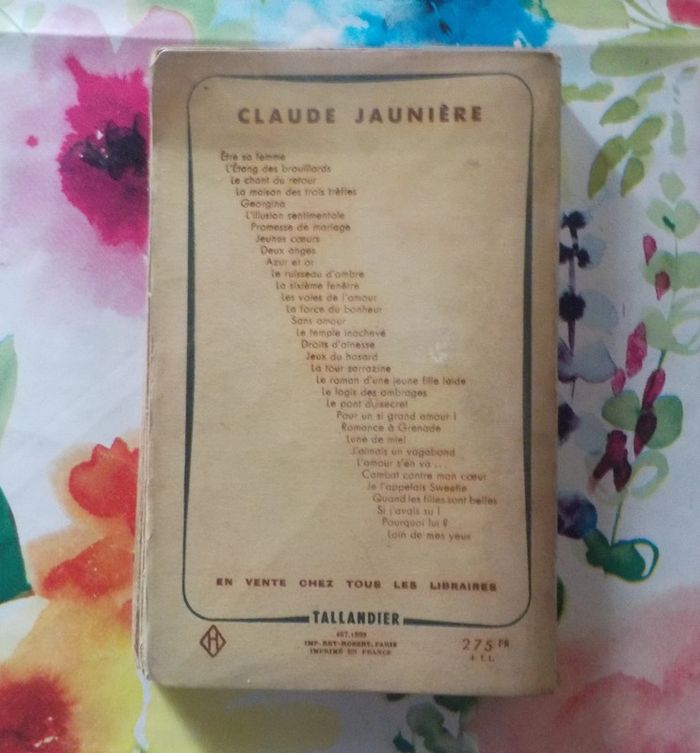 CLAUDE JAUNIÈRE
Être sa femme
L'Étang des brouillards
Le chant du retour
La maison des trois trèfles
Georgina
L'illusion sentimentale
Promesse de mariage
Jeunes cœurs
Deux anges
Azur et or
Le ruisseau d'ombre
La sixième fenêtre
Les voies de l'amour
La force du bonheur
Sans amour
Le temple inachevé
Droits d'aînesse
Jeux du hasard
La tour sarrazine
Le roman d'une jeune fille laide
Le logis des ombrages
Le pont du secret
Pour un si grand amour !
Romance à Grenade
Lune de miel
J'aimais un vagabond
L'amour s'en va ...
Combat contre mon cœur
Je l'appelais Sweetie
Quand les filles sont belles
Si j'avais su !
Pourquoi lui ?
Loin de mes yeux
EN VENTE CHEZ TOUS LES LIBRAIRES
TALLANDIER
IMP. REY-ROBERT, PARIS
IMPRIMÉ EN FRANCE
275 FR
+ t.l.